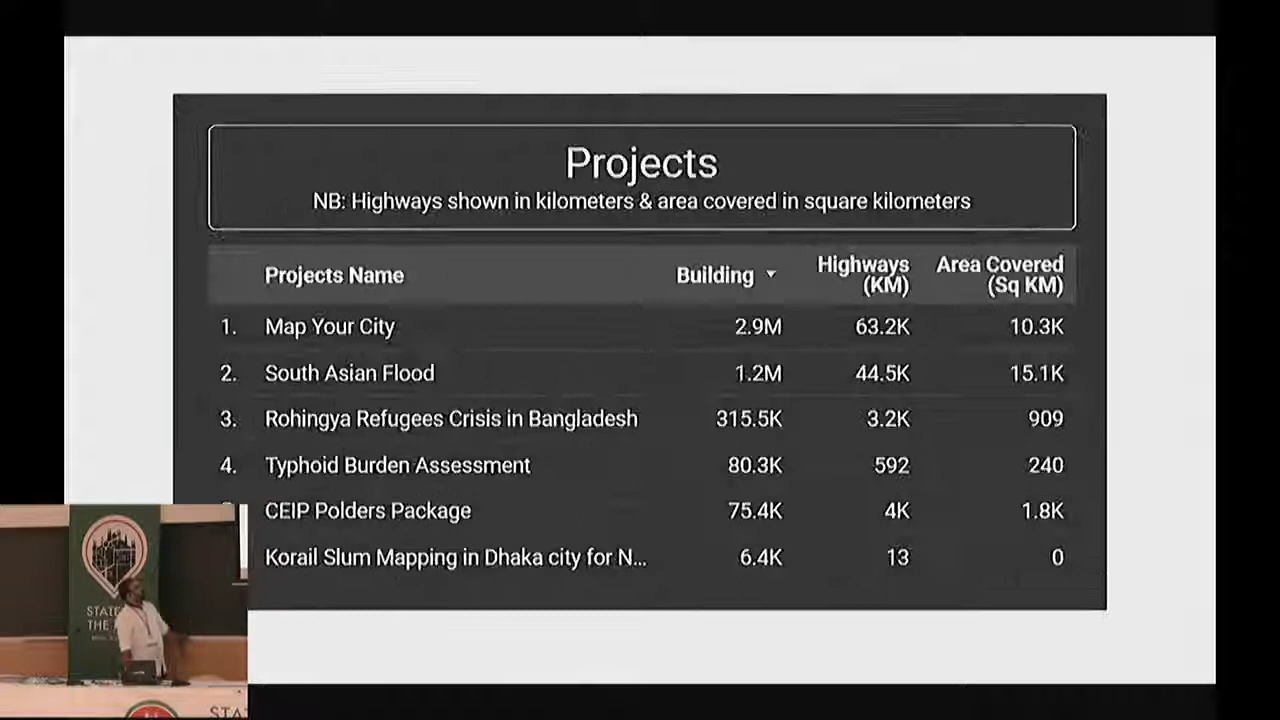 Projects
NB: Highways shown in kilometers & area covered in square kilometers
Projects Name Building Highways (KM) Area Covered (Sq KM)
1. Map Your City 2.9M 63.2K 10.3K
2. South Asian Flood 1.2M 44.5K 15.1K
3. Rohingya Refugees Crisis in Bangladesh 315.5K 3.2K 909
4. Typhoid Burden Assessment 80.3K 592 240
CEIP Polders Package 75.4K 4K 1.8K
Korail Slum Mapping in Dhaka city for N... 6.4K 13 0
STATE
THE
STAT